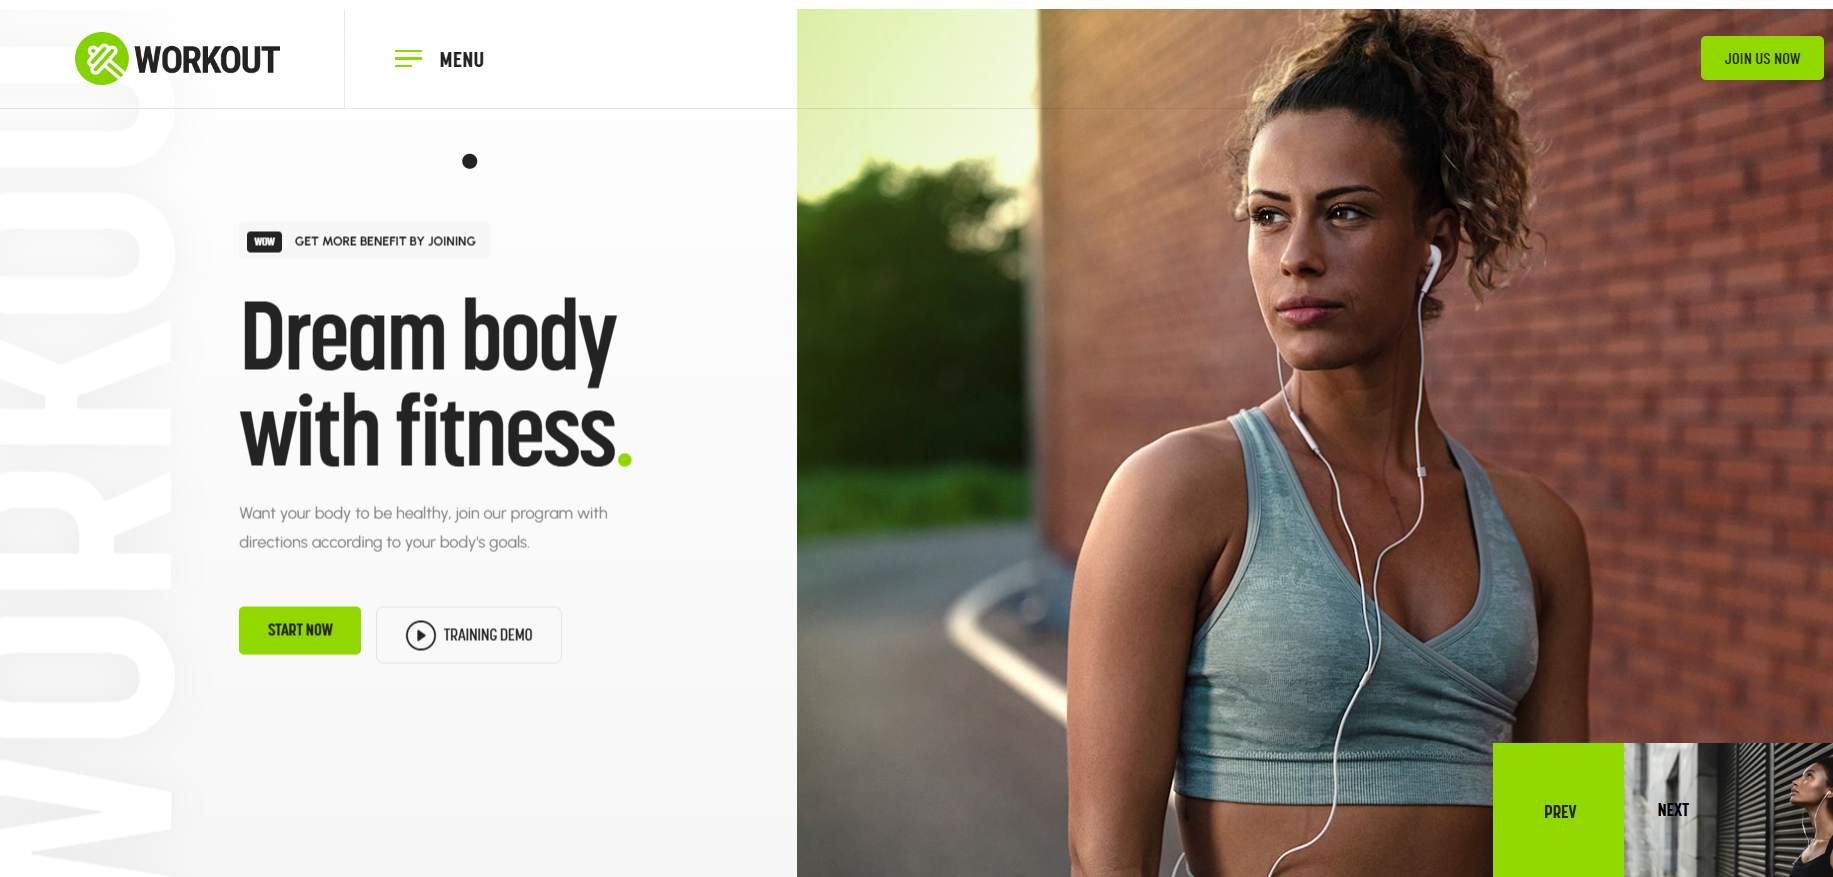 WORKOUT
MENU
JOIN US NOW
WORKOU
WOW GET MORE BENEFIT BY JOINING
Dream body
with fitness.
Want your body to be healthy, join our program with
directions according to your body's goals.
START NOW
TRAINING DEMO
PREV
NEXT